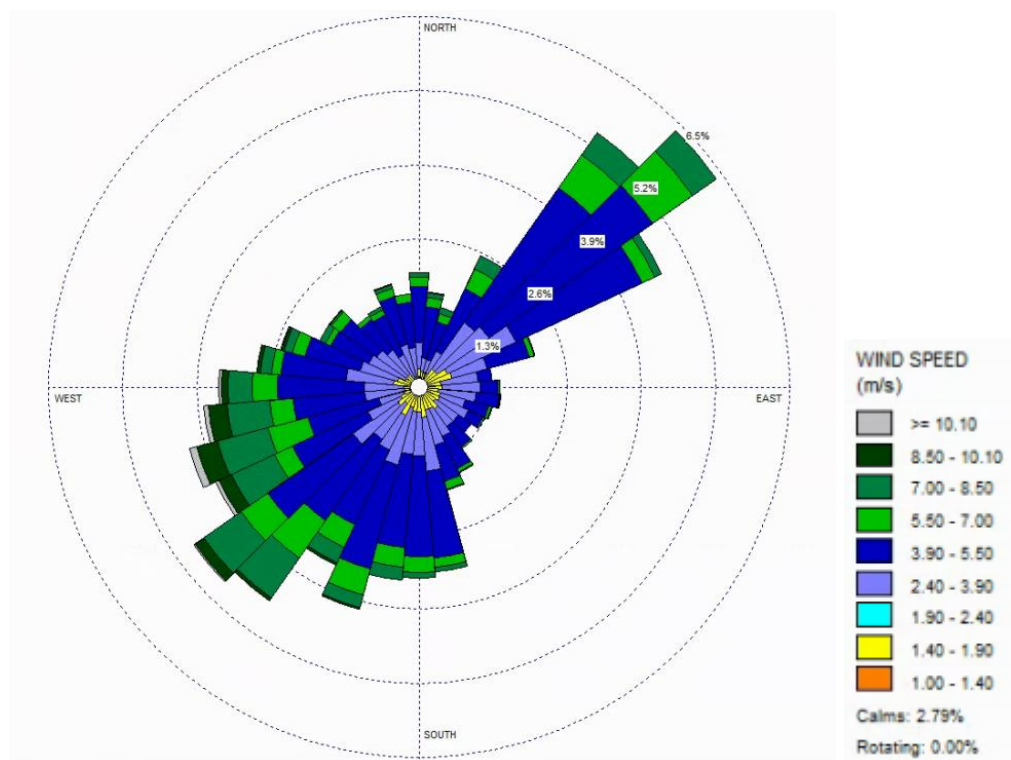 NORTH
6.5%
5.2%
3.9%
2.6%
1.3%
WEST
EAST
SOUTH
WIND SPEED
(m/s)
>= 10.10
8.50 - 10.10
7.00 - 8.50
5.50 - 7.00
3.90 - 5.50
2.40 - 3.90
1.90 - 2.40
1.40 - 1.90
1.00 - 1.40
Calms: 2.79%
Rotating: 0.00%